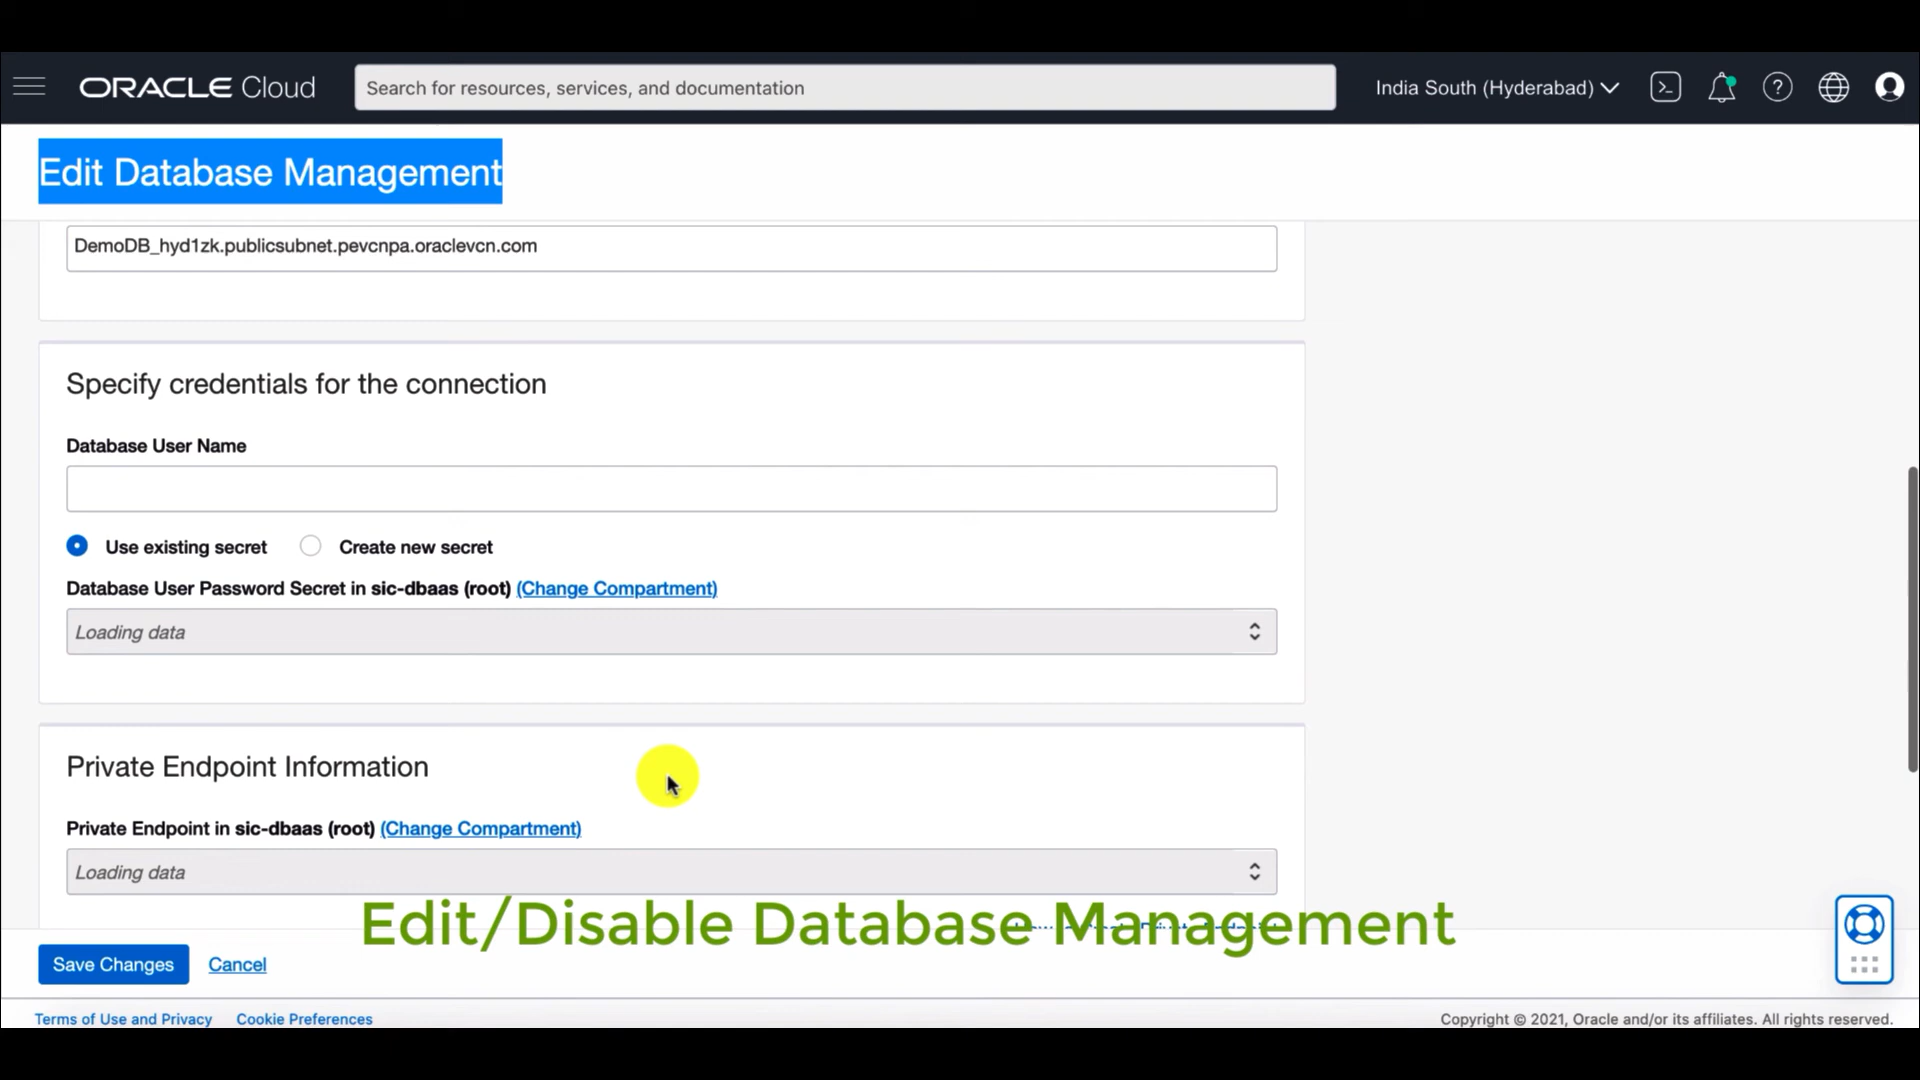 ORACLE Cloud
Search for resources, services, and documentation
India South (Hyderabad)
Edit Database Management
DemoDB_hyd1zk.publicsubnet.pevcnpa.oraclevcn.com
Specify credentials for the connection
Database User Name
Use existing secret
Create new secret
Database User Password Secret in sic-dbaas (root) (Change Compartment)
Loading data
Private Endpoint Information
Private Endpoint in sic-dbaas (root) (Change Compartment)
Loading data
Edit/Disable Database Management
Save Changes
Cancel
Terms of Use and Privacy
Cookie Preferences
Copyright © 2021, Oracle and/or its affiliates. All rights reserved.